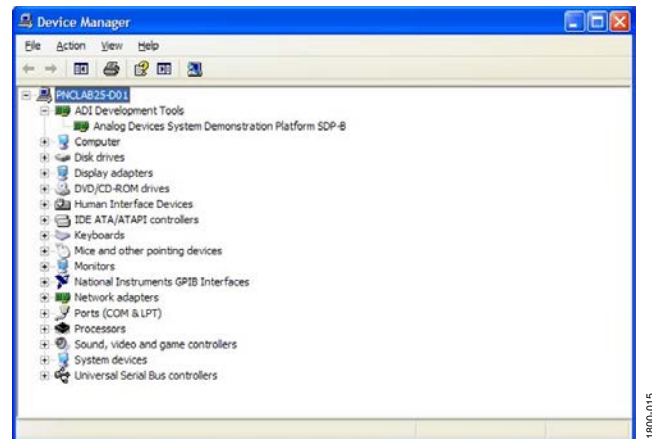 Device Manager
File Action View Help
PNCLAB25-D01
ADI Development Tools
Analog Devices System Demonstration Platform SDP-B
Computer
Disk drives
Display adapters
DVD/CD-ROM drives
Human Interface Devices
IDE ATA/ATAPI controllers
Keyboards
Mice and other pointing devices
Monitors
National Instruments GPIB Interfaces
Network adapters
Ports (COM & LPT)
Processors
Sound, video and game controllers
System devices
Universal Serial Bus controllers